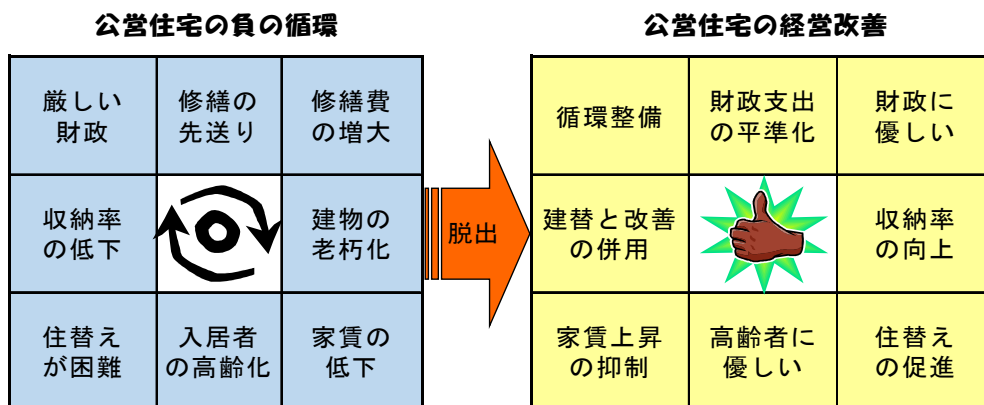 公営住宅の負の循環
厳しい
財政
修繕の
先送り
修繕費
の増大
収納率
の低下
建物の
老朽化
住替え
が困難
入居者
の高齢化
家賃の
低下
脱出
公営住宅の経営改善
循環整備
財政支出
の平準化
財政に
優しい
建替と改善
の併用
収納率
の向上
家賃上昇
の抑制
高齢者に
優しい
住替え
の促進